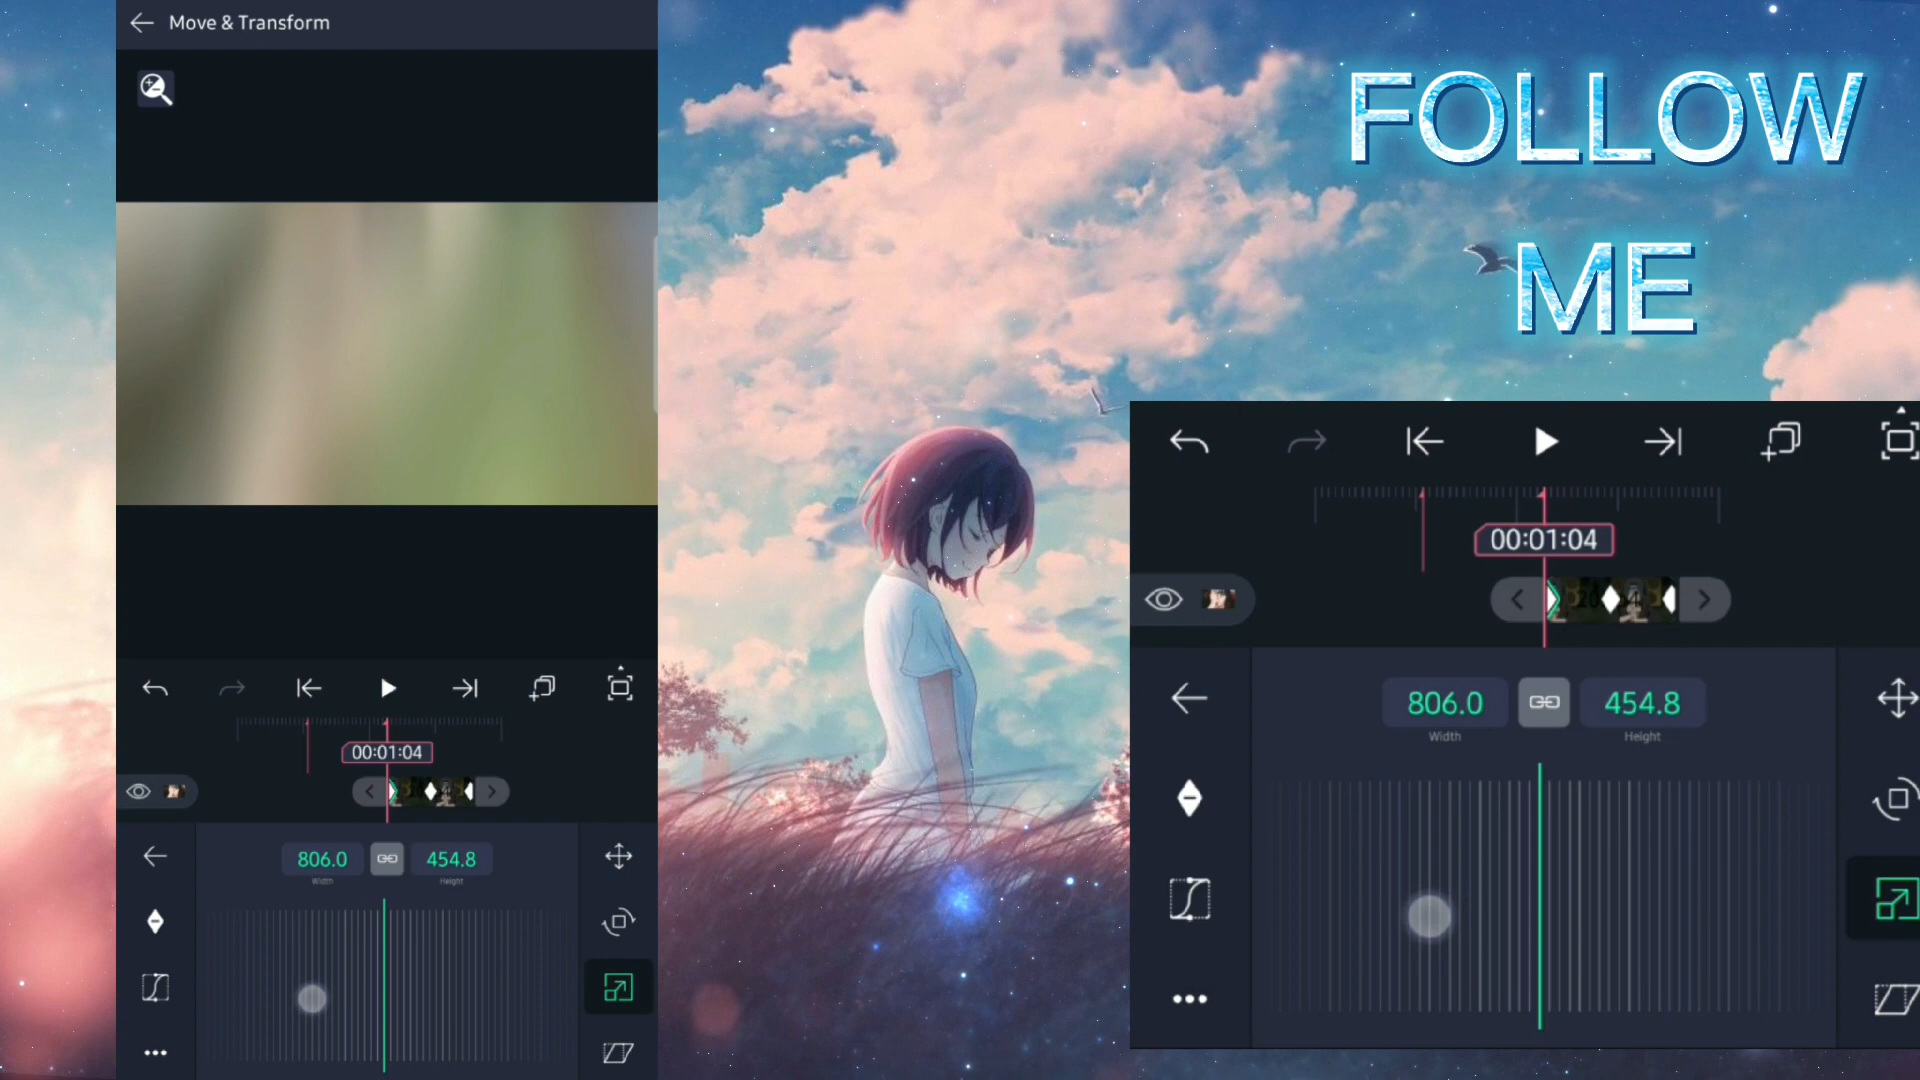 Move & Transform
FOLLOW
ME
00:01:04
806.0
454.8
Width
Height
00:01:04
806.0
454.8
Width
Height